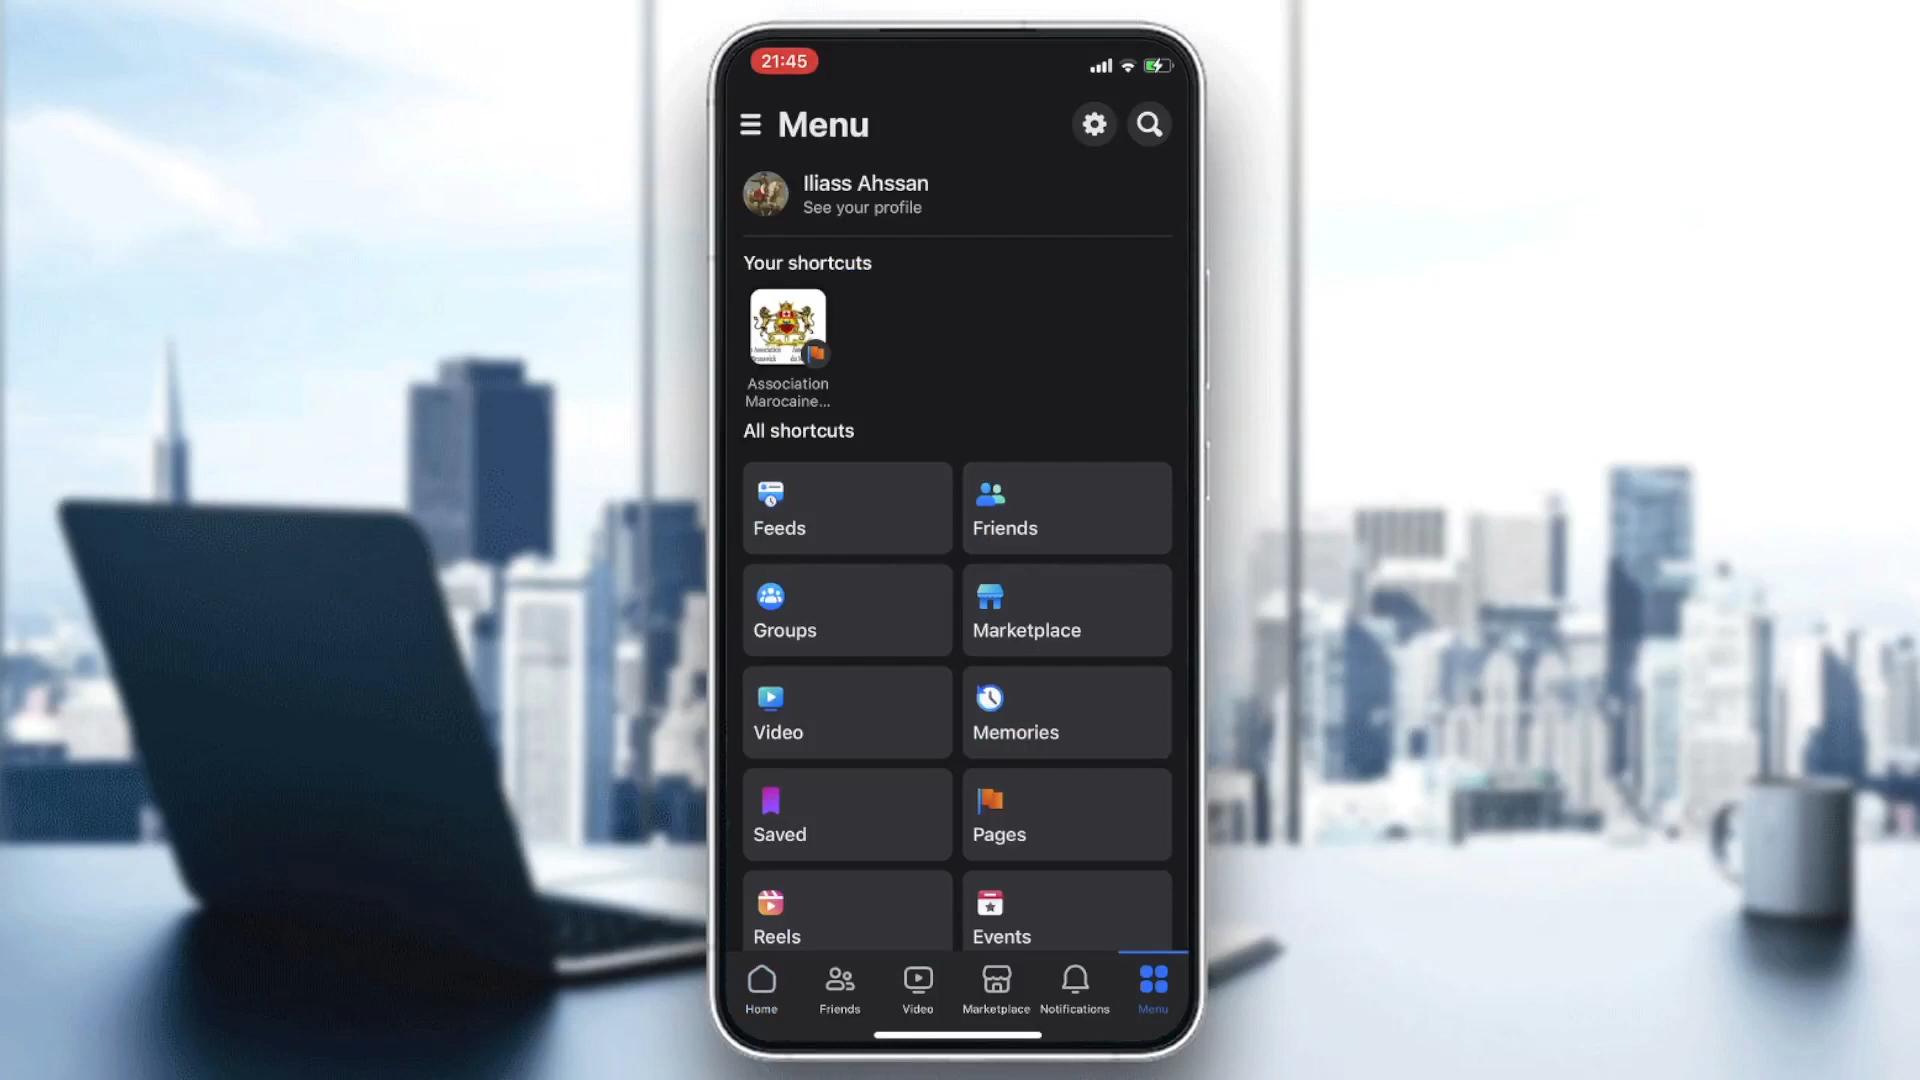 21:45
Menu
Iliass Ahssan
See your profile
Your shortcuts
Association
Marocaine...
All shortcuts
Feeds
Friends
Groups
Marketplace
Video
Memories
Saved
Pages
Reels
Events
Home
Friends
Video
Marketplace
Notifications
Menu